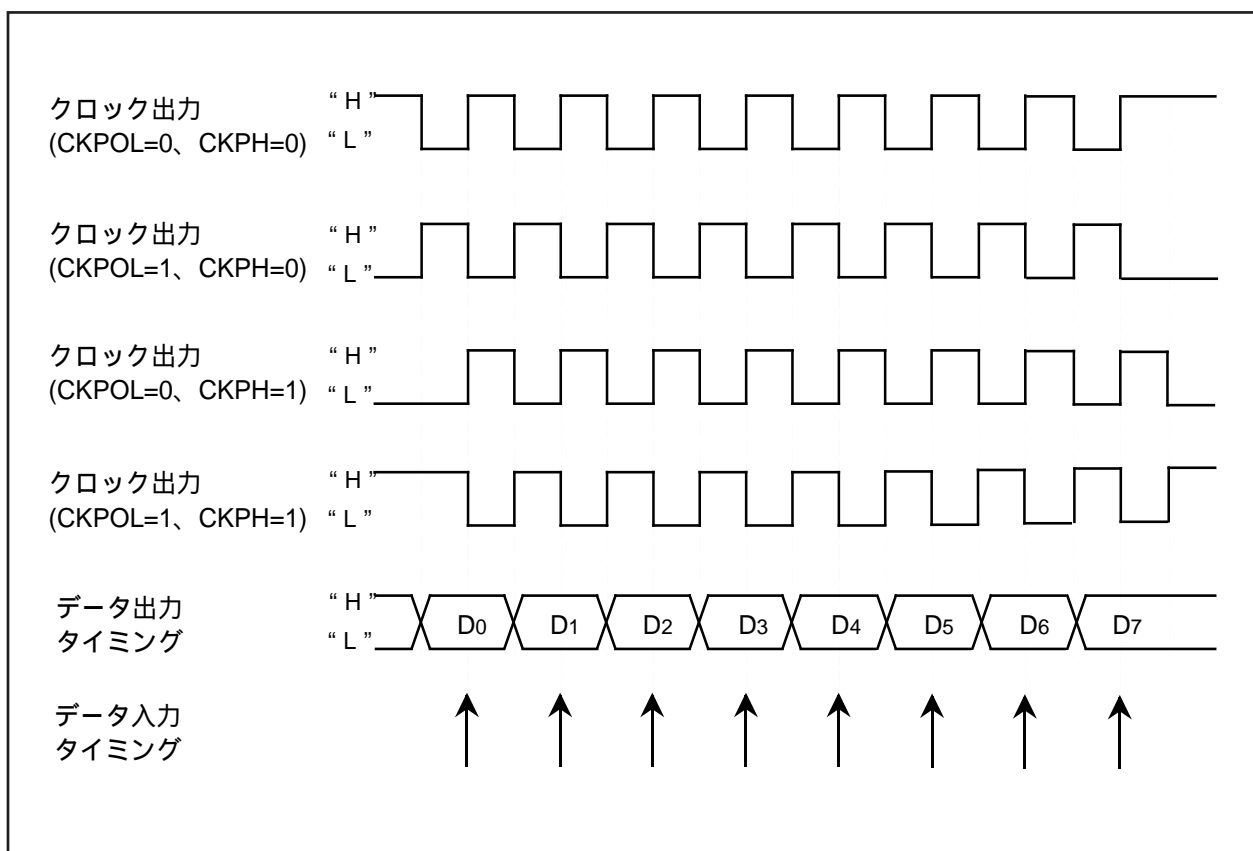 クロック出力 “ H ”
(CKPOL=0、CKPH=0) “ L ”
クロック出力 “ H ”
(CKPOL=1、CKPH=0) “ L ”
クロック出力 “ H ”
(CKPOL=0、CKPH=1) “ L ”
クロック出力 “ H ”
(CKPOL=1、CKPH=1) “ L ”
データ出力 “ H ”
タイミング “ L ”
D0 D1 D2 D3 D4 D5 D6 D7
データ入力
タイミング